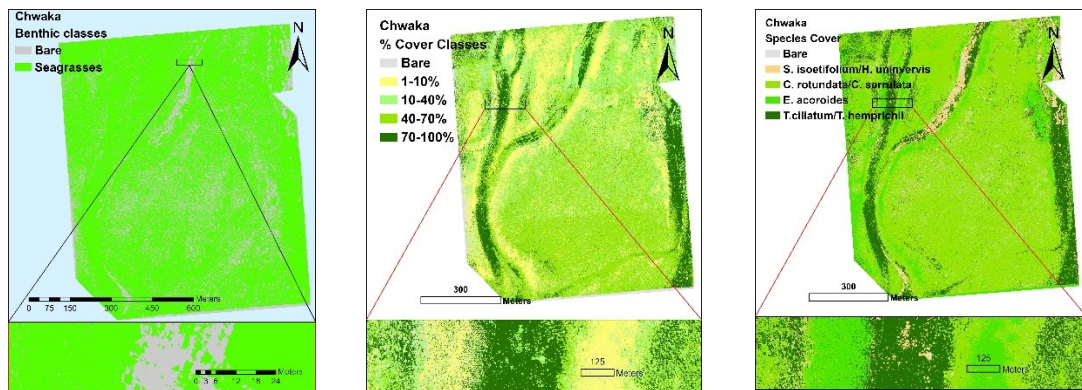 Chwaka
Benthic classes
Bare
Seagrasses
N
Meters
0 75 150 300 450 600
Meters
0 3 6 12 18 24
Chwaka
% Cover Classes
Bare
1-10%
10-40%
40-70%
70-100%
N
300
Meters
125
Meters
Chwaka
Species Cover
Bare
S. isoetifolium/H. uninvervis
C. rotundata/C. serrulata
E. acoroides
T.ciliatum/T. hemprichii
N
300
Meters
125
Meters